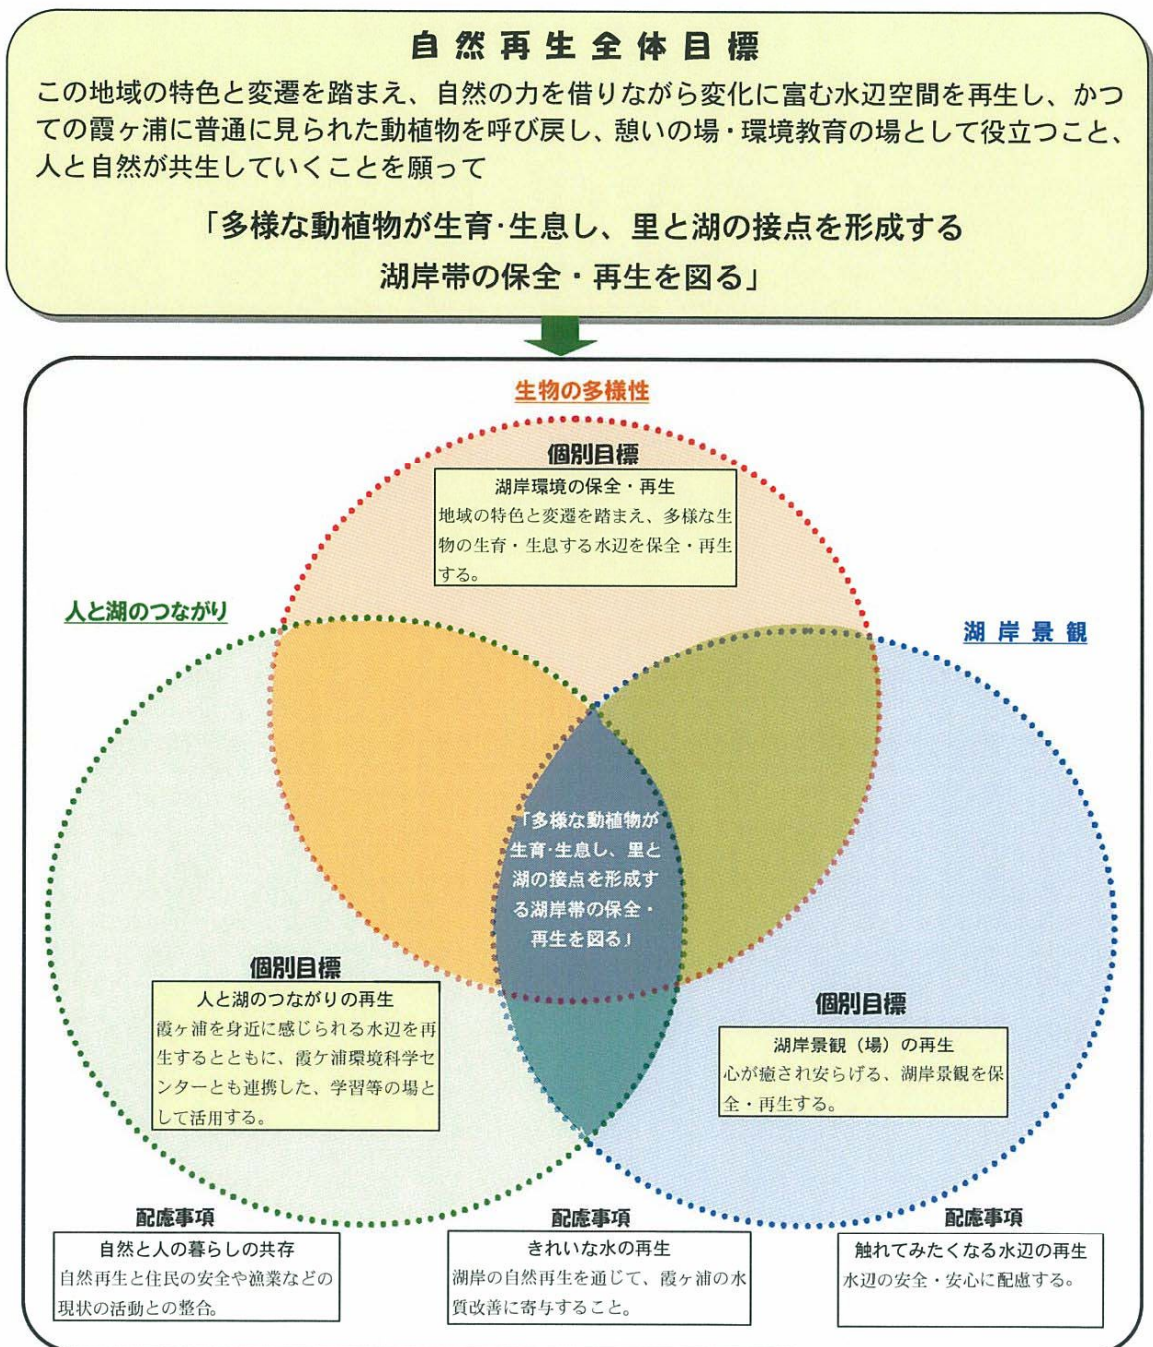 自然再生全体目標
この地域の特色と変遷を踏まえ、自然の力を借りながら変化に富む水辺空間を再生し、かつ
ての霞ヶ浦に普通に見られた動植物を呼び戻し、憩いの場・環境教育の場として役立つこと、
人と自然が共生していくことを願って
「多様な動植物が生育・生息し、里と湖の接点を形成する
湖岸帯の保全・再生を図る」
生物の多様性
個別目標
湖岸環境の保全・再生
地域の特色と変遷を踏まえ、多様な生
物の生育・生息する水辺を保全・再生
する。
人と湖のつながり
湖岸景観
「多様な動植物が
生育・生息し、里と
湖の接点を形成す
る湖岸帯の保全・
再生を図る」
個別目標
人と湖のつながりの再生
霞ヶ浦を身近に感じられる水辺を再
生するとともに、霞ケ浦環境科学セ
ンターとも連携した、学習等の場と
して活用する。
個別目標
湖岸景観（場）の再生
心が癒され安らげる、湖岸景観を保
全・再生する。
配慮事項
自然と人の暮らしの共存
自然再生と住民の安全や漁業などの
現状の活動との整合。
配慮事項
きれいな水の再生
湖岸の自然再生を通じて、霞ヶ浦の水
質改善に寄与すること。
配慮事項
触れてみたくなる水辺の再生
水辺の安全・安心に配慮する。